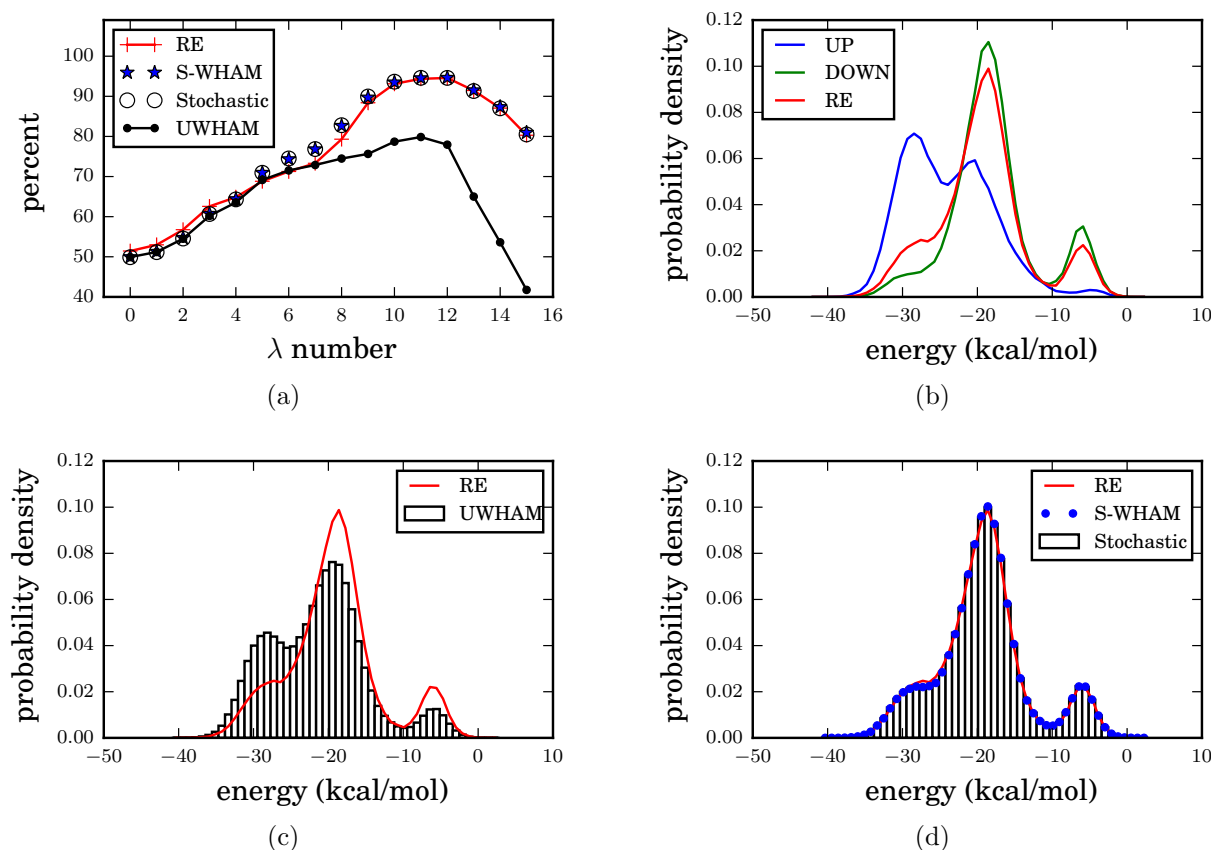 percent
100
90
80
70
60
50
40
0 2 4 6 8 10 12 14 16
λ number
RE
S-WHAM
Stochastic
UWHAM
(a)
probability density
0.12
0.10
0.08
0.06
0.04
0.02
0.00
−50 −40 −30 −20 −10 0 10
energy (kcal/mol)
UP
DOWN
RE
(b)
probability density
0.12
0.10
0.08
0.06
0.04
0.02
0.00
−50 −40 −30 −20 −10 0 10
energy (kcal/mol)
RE
UWHAM
(c)
probability density
0.12
0.10
0.08
0.06
0.04
0.02
0.00
−50 −40 −30 −20 −10 0 10
energy (kcal/mol)
RE
S-WHAM
Stochastic
(d)